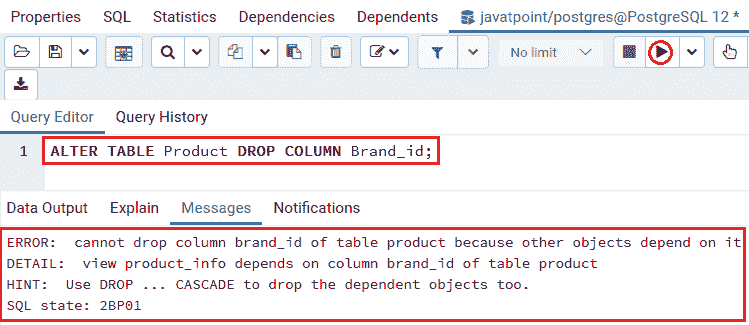 Properties SQL Statistics Dependencies Dependents javatpoint/postgres@PostgreSQL 12 *
No limit
Query Editor Query History
1 ALTER TABLE Product DROP COLUMN Brand_id;
Data Output Explain Messages Notifications
ERROR: cannot drop column brand_id of table product because other objects depend on it
DETAIL: view product_info depends on column brand_id of table product
HINT: Use DROP ... CASCADE to drop the dependent objects too.
SQL state: 2BP01